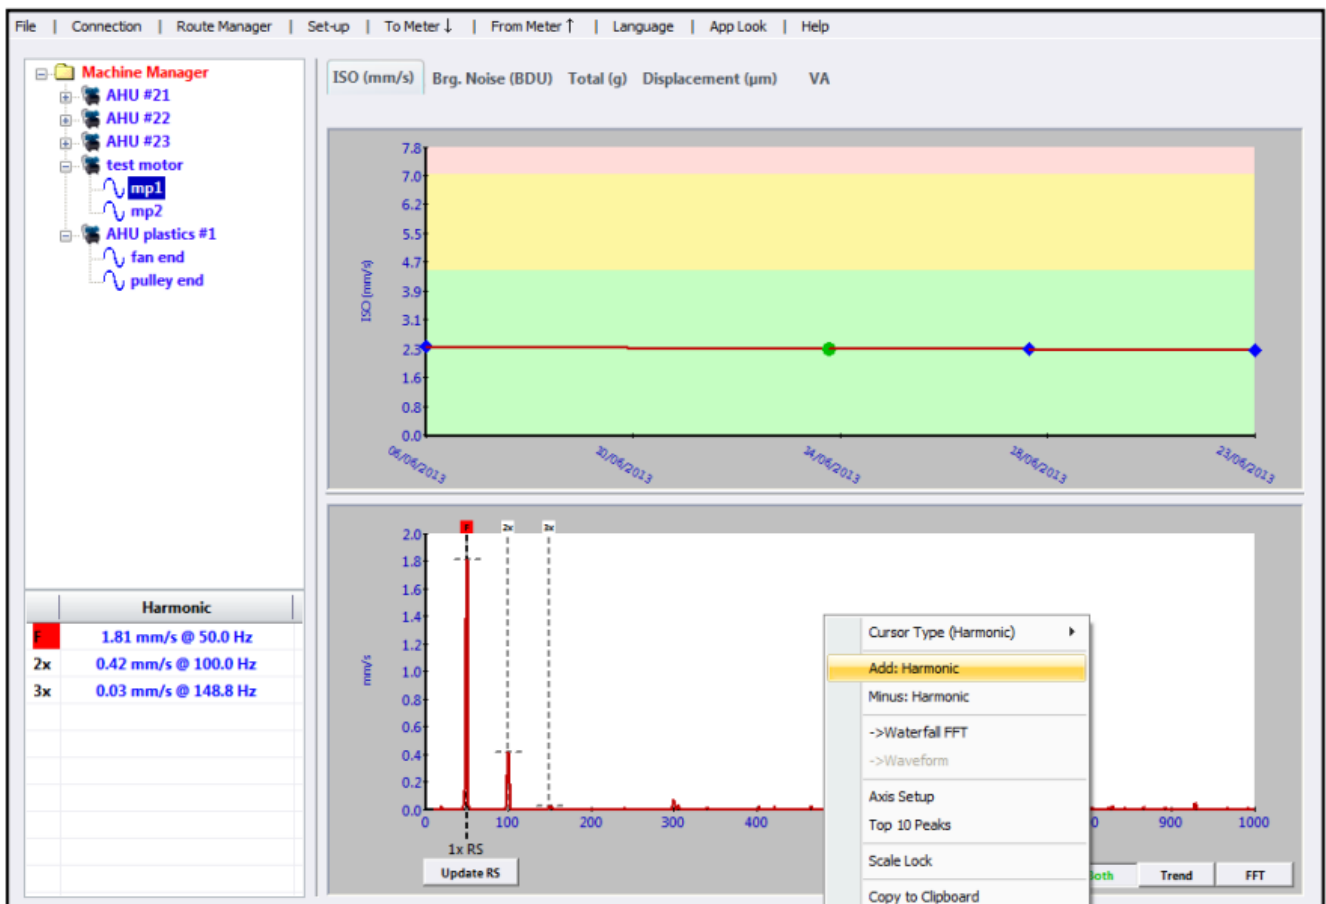 File | Connection | Route Manager | Set-up | To Meter ↓ | From Meter ↑ | Language | App Look | Help
Machine Manager
AHU #21
AHU #22
AHU #23
test motor
mp1
mp2
AHU plastics #1
fan end
pulley end
Harmonic
F 1.81 mm/s @ 50.0 Hz
2x 0.42 mm/s @ 100.0 Hz
3x 0.03 mm/s @ 148.8 Hz
ISO (mm/s) Brg. Noise (BDU) Total (g) Displacement (µm) VA
ISO (mm/s)
7.8
7.0
6.2
5.5
4.7
3.9
3.1
2.3
1.6
0.8
0.0
06/06/2013 10/06/2013 14/06/2013 18/06/2013 23/06/2013
F 2x 3x
mm/s
2.0
1.8
1.6
1.4
1.2
1.0
0.8
0.6
0.4
0.2
0.0
0 100 200 300 400 0 900 1000
1x RS
Update RS
Cursor Type (Harmonic)
Add: Harmonic
Minus: Harmonic
->Waterfall FFT
->Waveform
Axis Setup
Top 10 Peaks
Scale Lock
Copy to Clipboard
Trend FFT